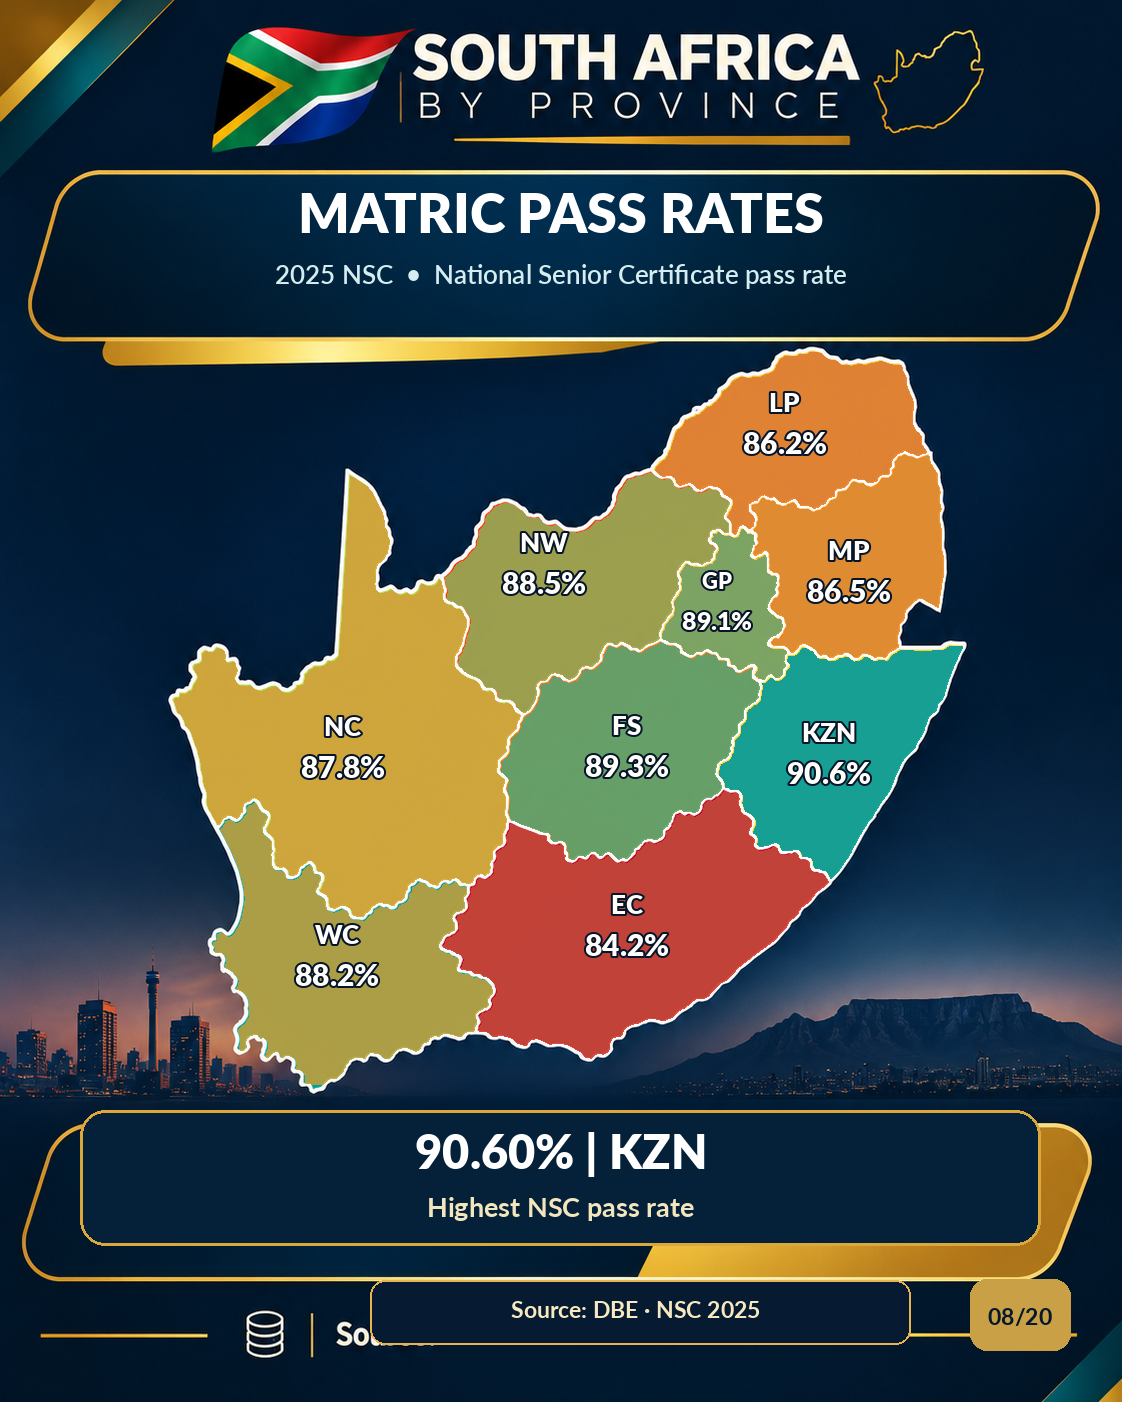 SOUTH AFRICA
BY PROVINCE
MATRIC PASS RATES
2025 NSC • National Senior Certificate pass rate
LP
86.2%
NW
88.5%
MP
86.5%
GP
89.1%
NC
87.8%
FS
89.3%
KZN
90.6%
EC
84.2%
WC
88.2%
90.60% | KZN
Highest NSC pass rate
Source: DBE · NSC 2025
08/20